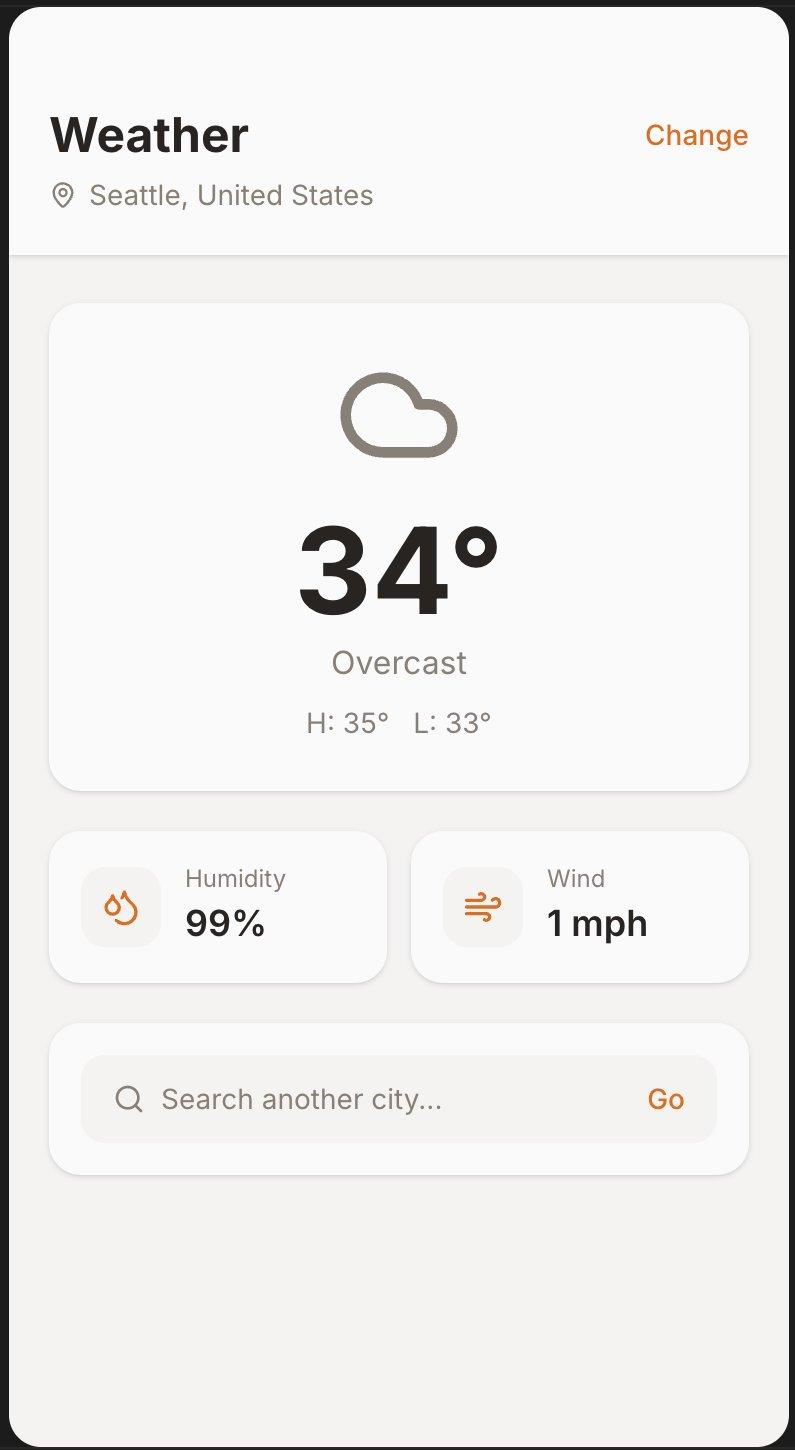 Weather
Change
Seattle, United States
34°
Overcast
H: 35° L: 33°
Humidity
99%
Wind
1 mph
Search another city...
Go